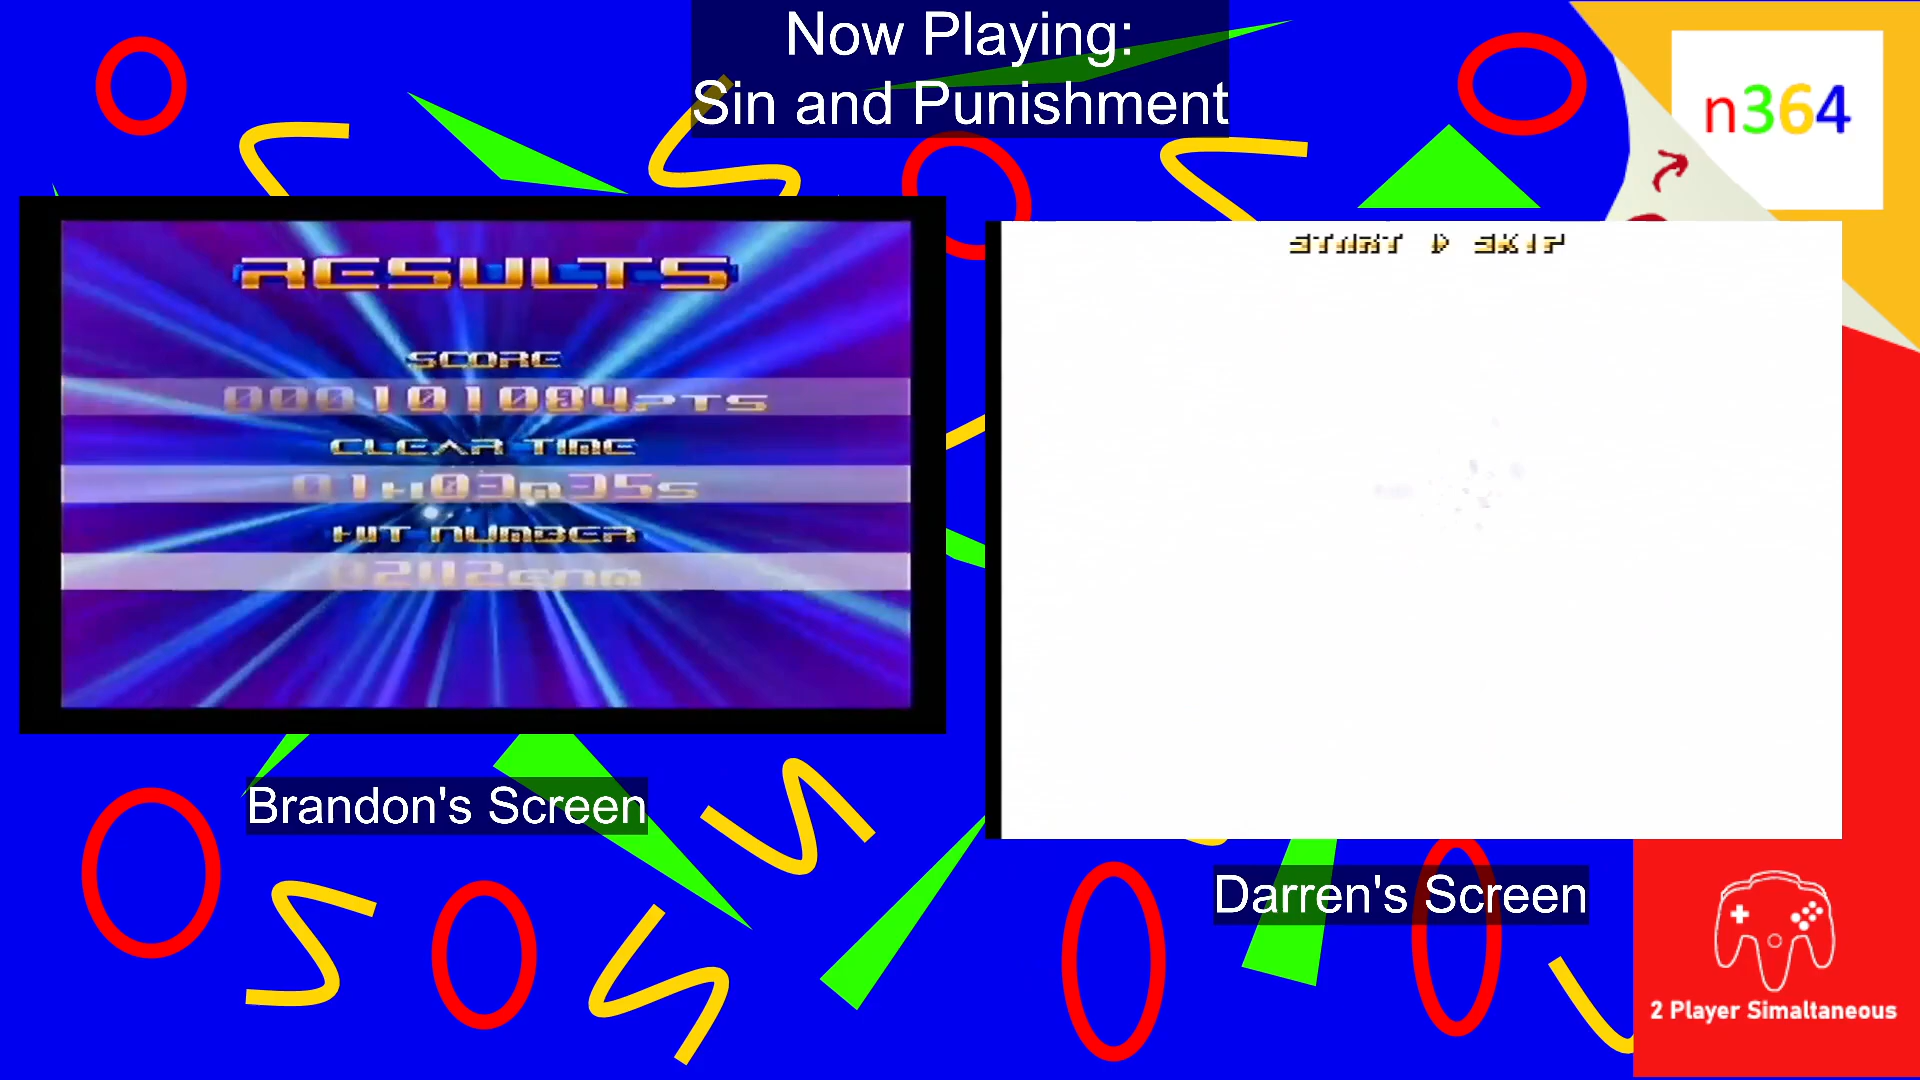 Now Playing:
Sin and Punishment
n364
RESULTS
SCORE
000101084PTS
CLEAR TIME
01H03m35s
HIT NUMBER
START SKIP
Brandon's Screen
Darren's Screen
2 Player Simaltaneous